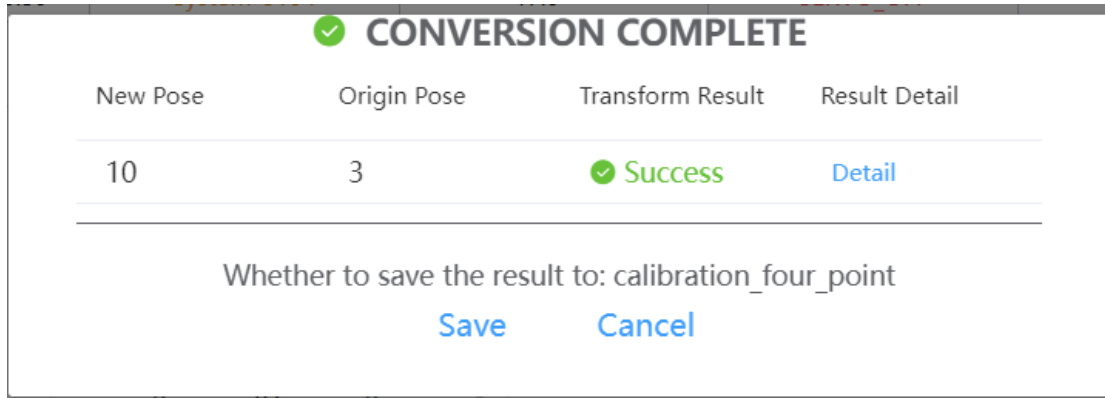 CONVERSION COMPLETE
New Pose Origin Pose Transform Result Result Detail
10 3 Success Detail
Whether to save the result to: calibration_four_point
Save Cancel